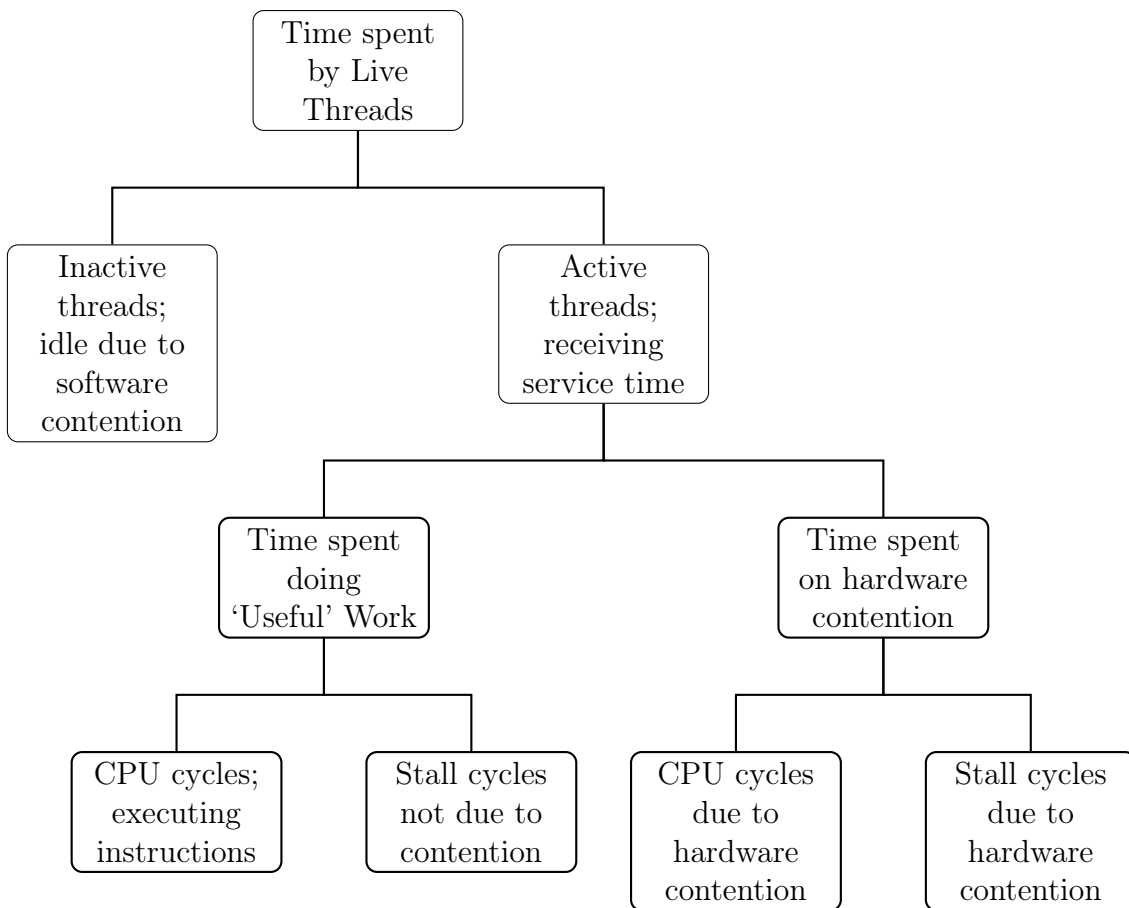 Time spent
by Live
Threads
Inactive
threads;
idle due to
software
contention
Active
threads;
receiving
service time
Time spent
doing
‘Useful’ Work
Time spent
on hardware
contention
CPU cycles;
executing
instructions
Stall cycles
not due to
contention
CPU cycles
due to
hardware
contention
Stall cycles
due to
hardware
contention